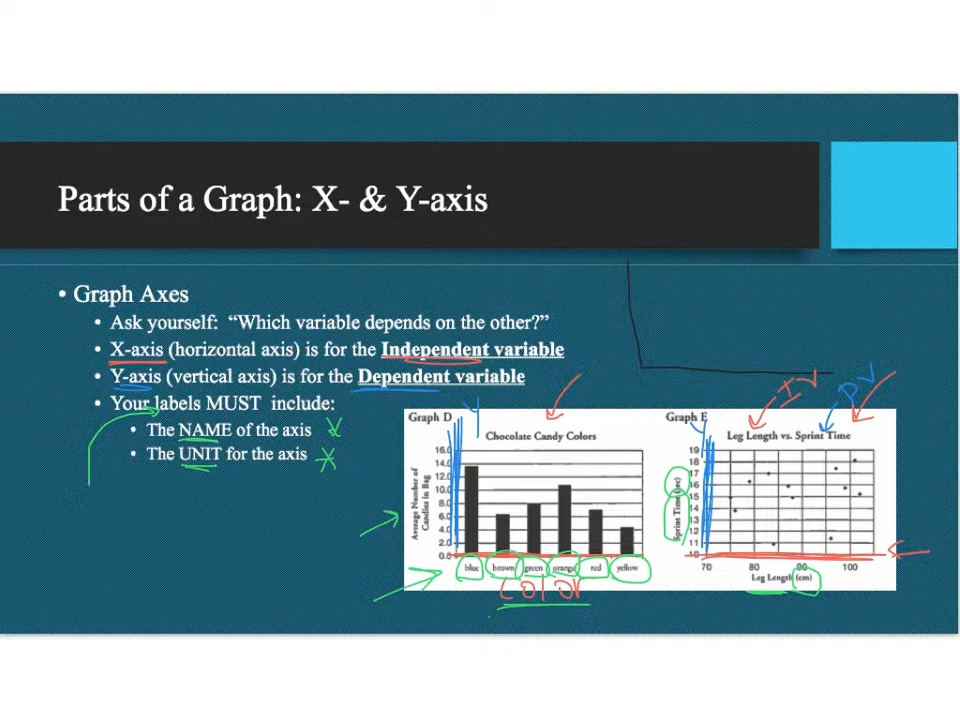 Parts of a Graph: X- & Y-axis
• Graph Axes
• Ask yourself: “Which variable depends on the other?”
• X-axis (horizontal axis) is for the Independent variable
• Y-axis (vertical axis) is for the Dependent variable
• Your labels MUST include:
• The NAME of the axis X
• The UNIT for the axis
Graph D
Y
Chocolate Candy Colors
Average Number of
Candies in Bag
16.0
14.0
12.0
10.0
8.0
6.0
4.0
2.0
0.0
blue brown green orange red yellow
Color
Graph E
Y
IV
DV
Leg Length vs. Sprint Time
Sprint Time (sec)
19
18
17
16
15
14
13
12
11
10
70 80 90 100
Leg Length (cm)